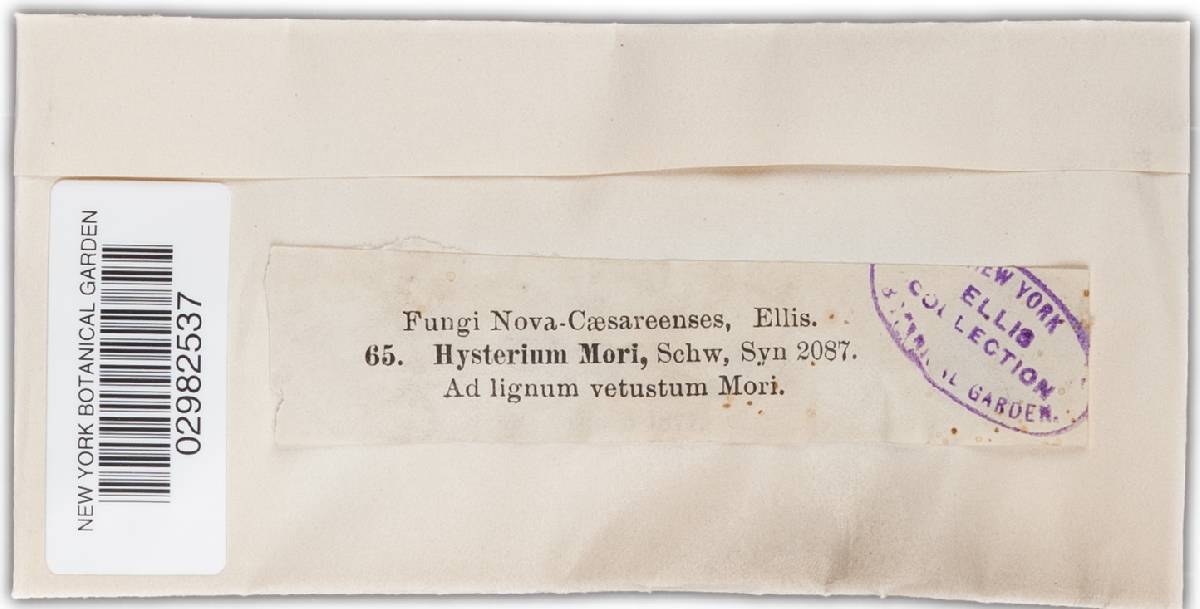 NEW YORK BOTANICAL GARDEN
02982537
Fungi Nova-Cæsareenses, Ellis.
65. Hysterium Mori, Schw, Syn 2087.
Ad lignum vetustum Mori.
NEW YORK
ELLIS
COLLECTION
GARDEN.